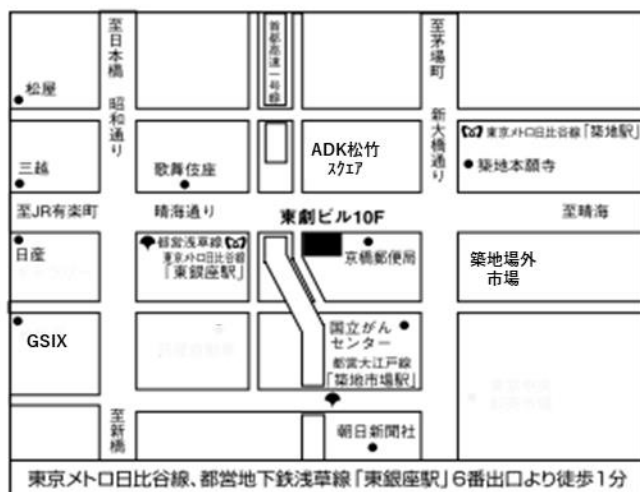 至日本橋
昭和通り
首都高速一号線
至茅場町
新大橋通り
松屋
三越
歌舞伎座
ADK松竹
スクエア
東京メトロ日比谷線「築地駅」
築地本願寺
至JR有楽町
晴海通り
東劇ビル10F
至晴海
日産
都営浅草線
東京メトロ日比谷線
「東銀座駅」
京橋郵便局
築地場外
市場
GSIX
国立がん
センター
都営大江戸線
「築地市場駅」
至新橋
朝日新聞社
東京メトロ日比谷線、都営地下鉄浅草線「東銀座駅」6番出口より徒歩1分